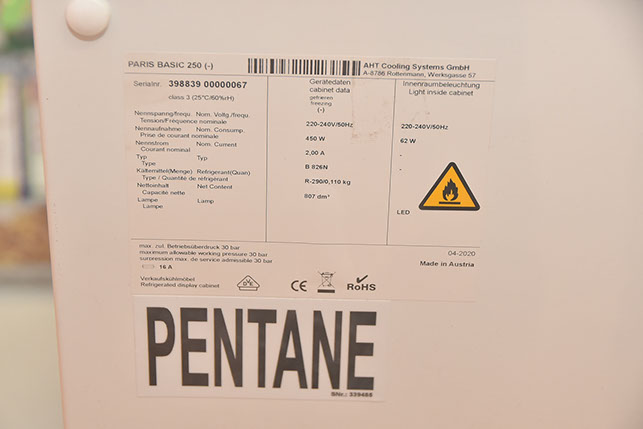 PARIS BASIC 250 (-)
AHT Cooling Systems GmbH
A-8786 Rottenmann, Werksgasse 57
Serialnr. 398839 00000067
class 3 (25°C/60%rH)
Gerätedaten
cabinet data
gefrieren
freezing
(-)
Innenraumbeleuchtung
Light inside cabinet
Nennspanng/frequ. Nom. Voltg./frequ.
Tension/Fréquence nominale
220-240V/50Hz
220-240V/50Hz
Nennaufnahme Nom. Consump.
Prise de courant nominale
450 W
62 W
Nennstrom Nom. Current
Courant nominal
2,00 A
-
Typ Typ
Type
B 826N
-
Kältemittel(Menge) Refrigerant(Quan)
Type / Quantité de réfrigérant
R-290/0,110 kg
Nettoinhalt Net Content
Capacité nette
807 dm³
Lampe Lamp
Lampe
LED
max. zul. Betriebsüberdruck 30 bar
maximum allowable working pressure 30 bar
surpression max. de service admissible 30 bar
16 A
04-2020
Made in Austria
Verkaufskühlmöbel
Refrigerated display cabinet
CE
RoHS
PENTANE
SNr.: 339488